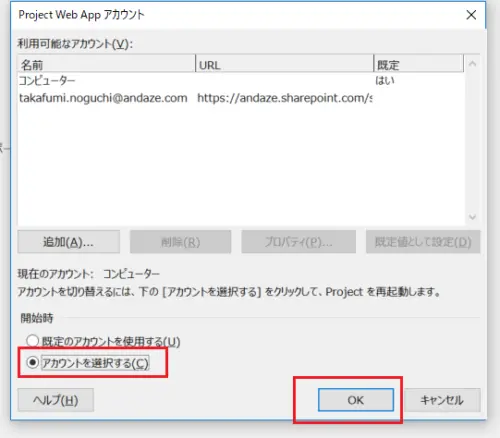 Project Web App アカウント
利用可能なアカウント(V):
名前 URL 既定
コンピューター はい
takafumi.noguchi@andaze.com https://andaze.sharepoint.com/s
追加(A)... 削除(R) プロパティ(P)... 既定値として設定(D)
現在のアカウント: コンピューター
アカウントを切り替えるには、下の [アカウントを選択する] をクリックして、Project を再起動します。
開始時
既定のアカウントを使用する(U)
アカウントを選択する(C)
ヘルプ(H) OK キャンセル